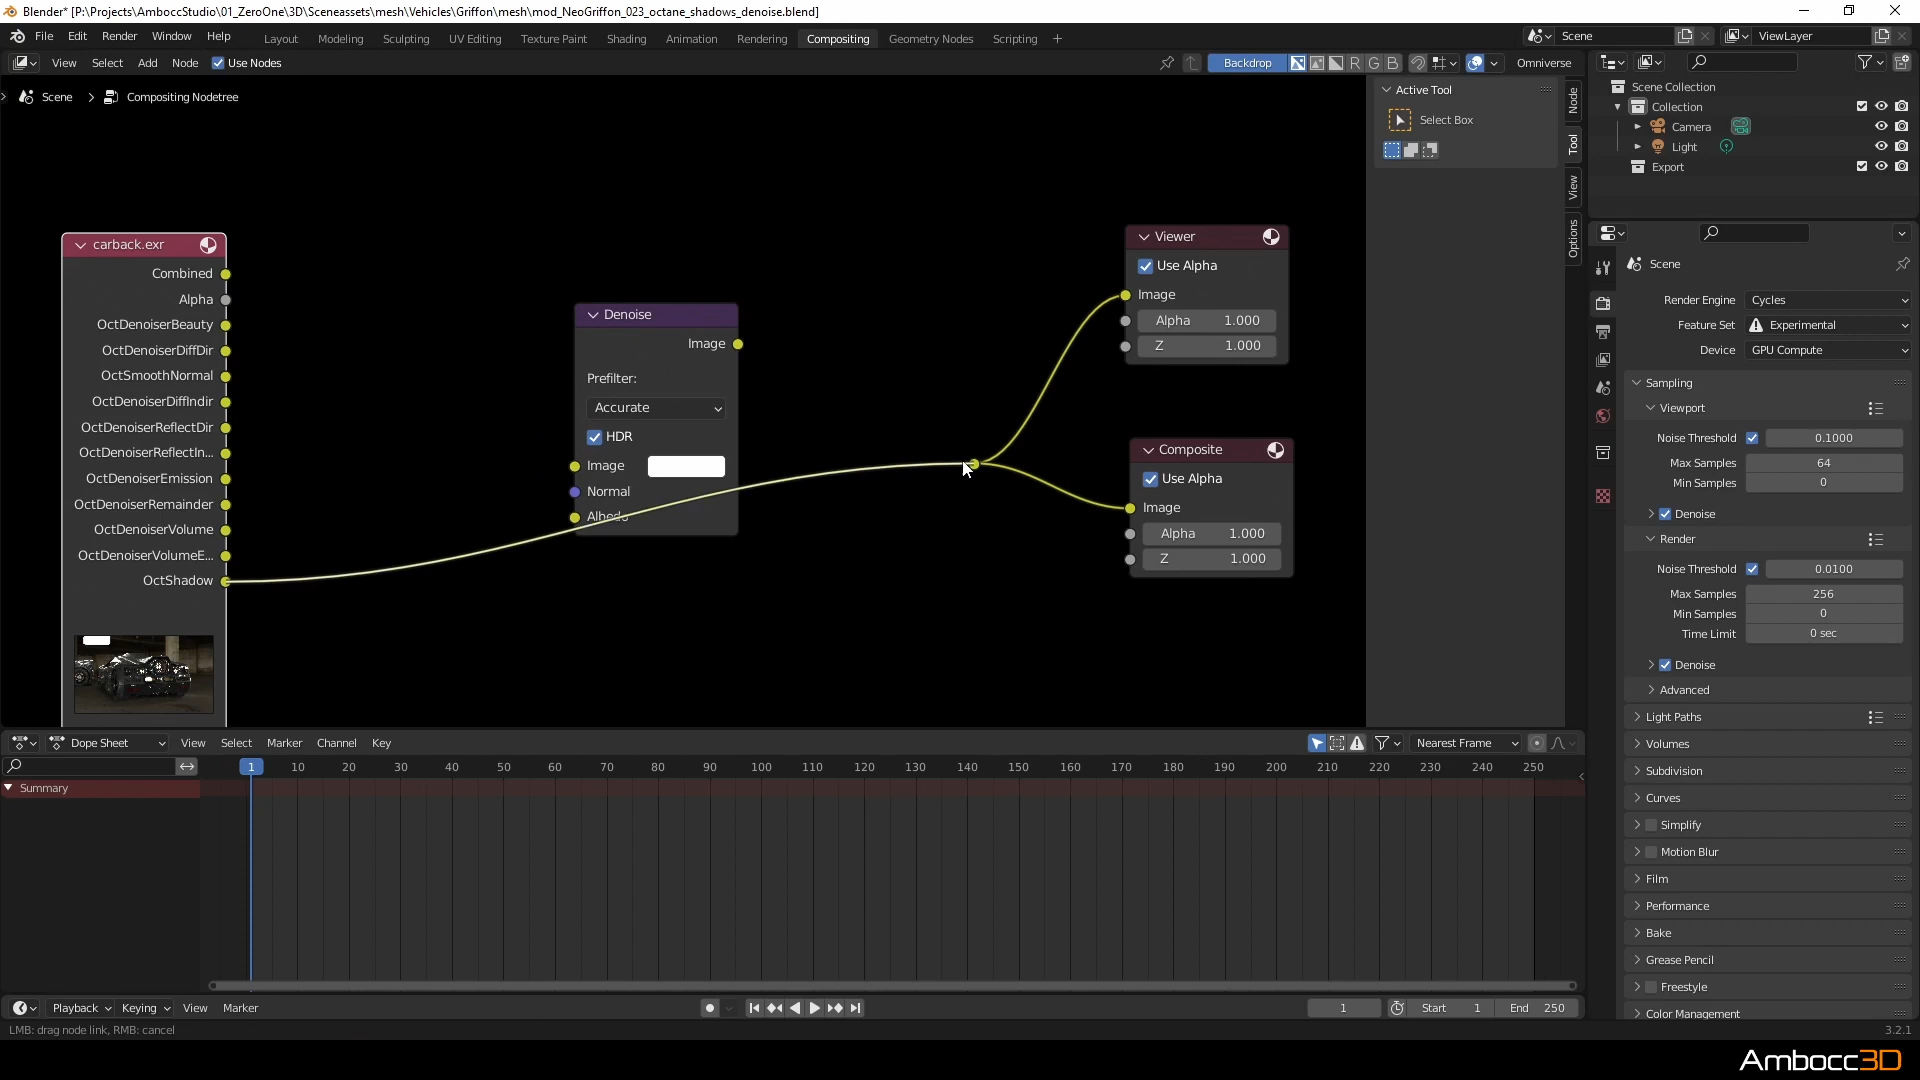 Blender* [P:\Projects\AmboccStudio\01_ZeroOne\3D\Sceneassets\mesh\Vehicles\Griffon\mesh\mod_NeoGriffon_023_octane_shadows_denoise.blend]
File Edit Render Window Help Layout Modeling Sculpting UV Editing Texture Paint Shading Animation Rendering Compositing Geometry Nodes Scripting + Scene ViewLayer
View Select Add Node Use Nodes Backdrop R G B Omniverse
Scene > Compositing Nodetree
Active Tool
Select Box
Node
Tool
View
Options
carback.exr
Combined
Alpha
OctDenoiserBeauty
OctDenoiserDiffDir
OctSmoothNormal
OctDenoiserDiffIndir
OctDenoiserReflectDir
OctDenoiserReflectIn...
OctDenoiserEmission
OctDenoiserRemainder
OctDenoiserVolume
OctDenoiserVolumeE...
OctShadow
Denoise
Image
Prefilter:
Accurate
HDR
Image
Normal
Albedo
Viewer
Use Alpha
Image
Alpha 1.000
Z 1.000
Composite
Use Alpha
Image
Alpha 1.000
Z 1.000
Scene Collection
Collection
Camera
Light
Export
Scene
Render Engine Cycles
Feature Set Experimental
Device GPU Compute
Sampling
Viewport
Noise Threshold 0.1000
Max Samples 64
Min Samples 0
Denoise
Render
Noise Threshold 0.0100
Max Samples 256
Min Samples 0
Time Limit 0 sec
Denoise
Advanced
Light Paths
Volumes
Subdivision
Curves
Simplify
Motion Blur
Film
Performance
Bake
Grease Pencil
Freestyle
Color Management
Dope Sheet View Select Marker Channel Key Nearest Frame
1 10 20 30 40 50 60 70 80 90 100 110 120 130 140 150 160 170 180 190 200 210 220 230 240 250
Summary
Playback Keying View Marker 1 Start 1 End 250
LMB: drag node link, RMB: cancel 3.2.1
Ambocc3D